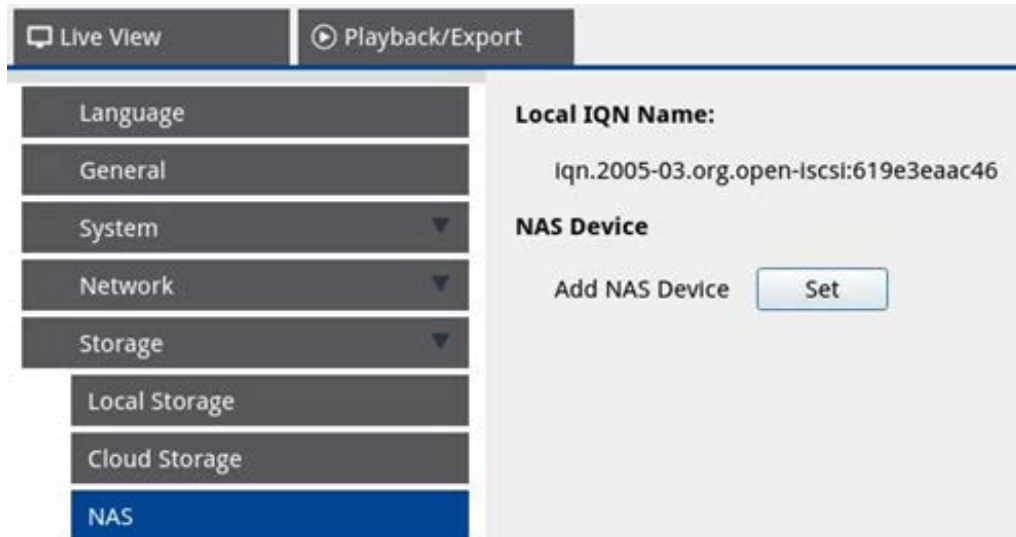 Live View
Playback/Export
Language
General
System
Network
Storage
Local Storage
Cloud Storage
NAS
Local IQN Name:
iqn.2005-03.org.open-iscsi:619e3eaac46
NAS Device
Add NAS Device Set